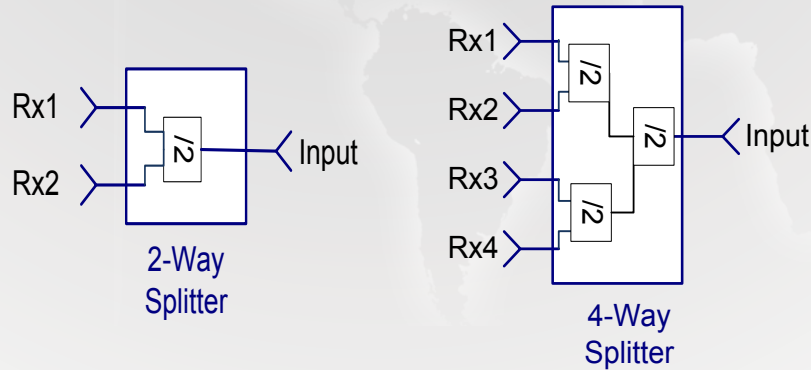 Rx1
Rx2
/2
Input
2-Way
Splitter
Rx1
Rx2
Rx3
Rx4
/2
/2
/2
Input
4-Way
Splitter